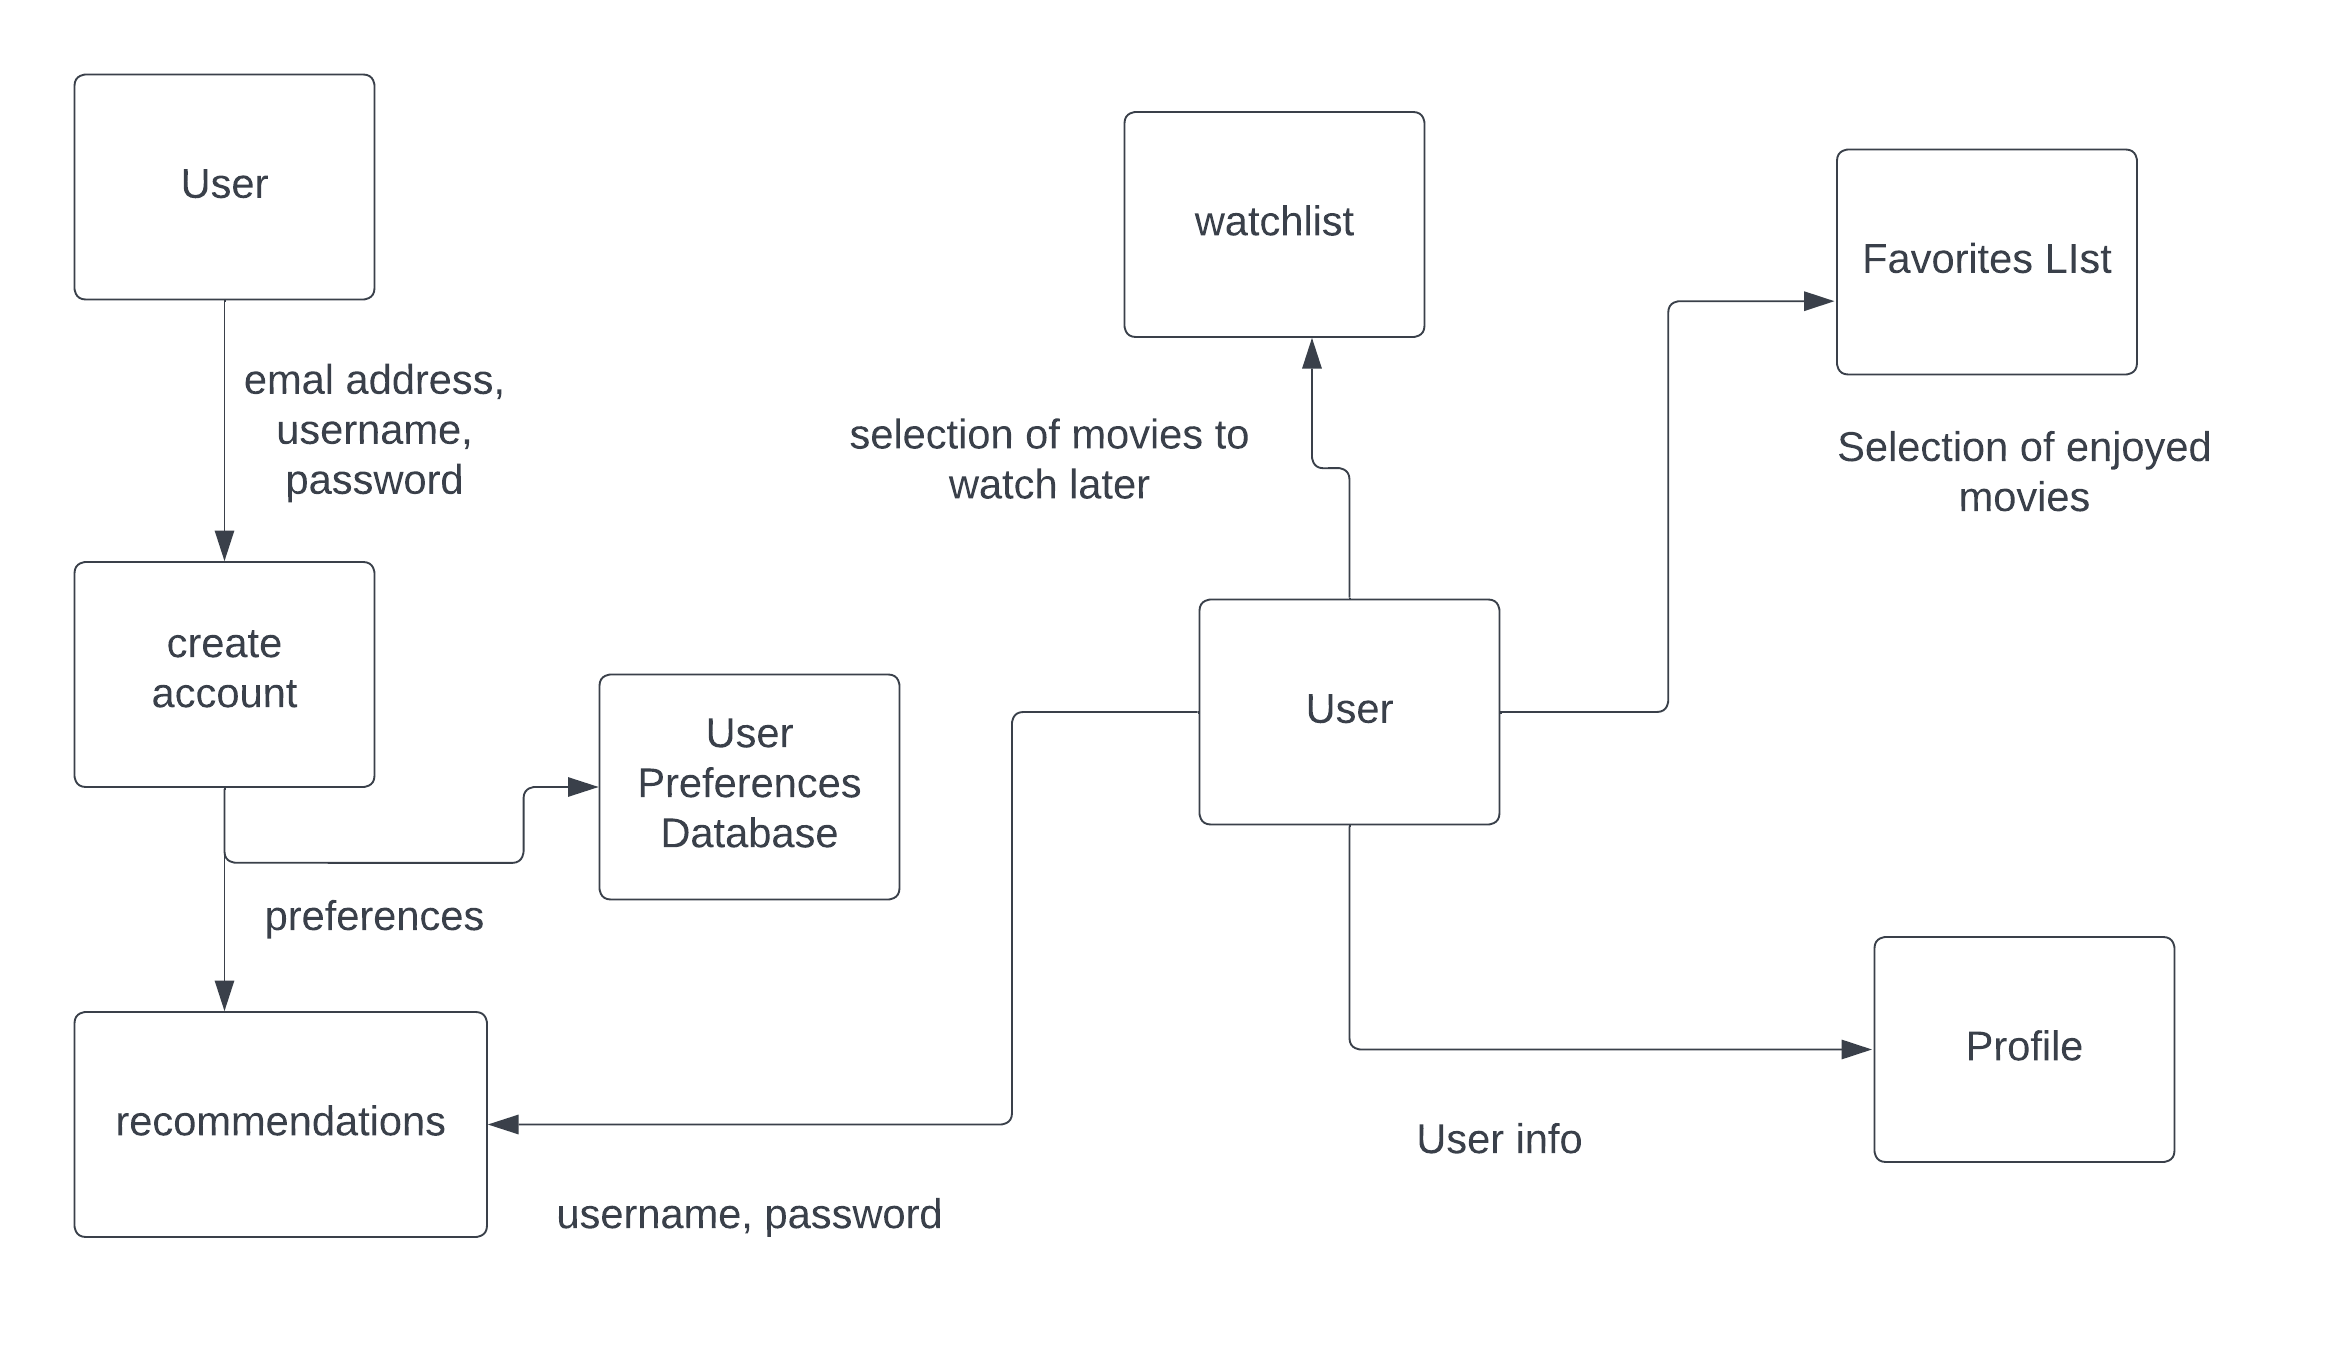 User
emal address,
username,
password
create
account
preferences
User
Preferences
Database
recommendations
username, password
watchlist
selection of movies to
watch later
User
Favorites LIst
Selection of enjoyed
movies
User info
Profile